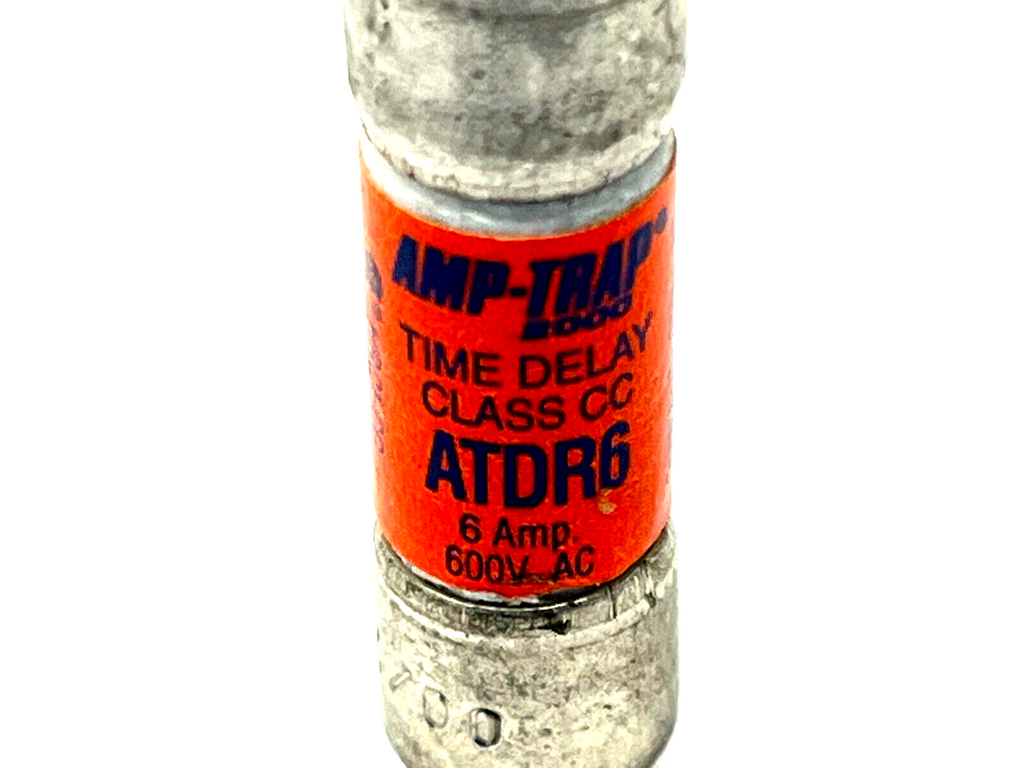 AMP-TRAP®
2000
TIME DELAY
CLASS CC
ATDR6
6 Amp.
600V AC